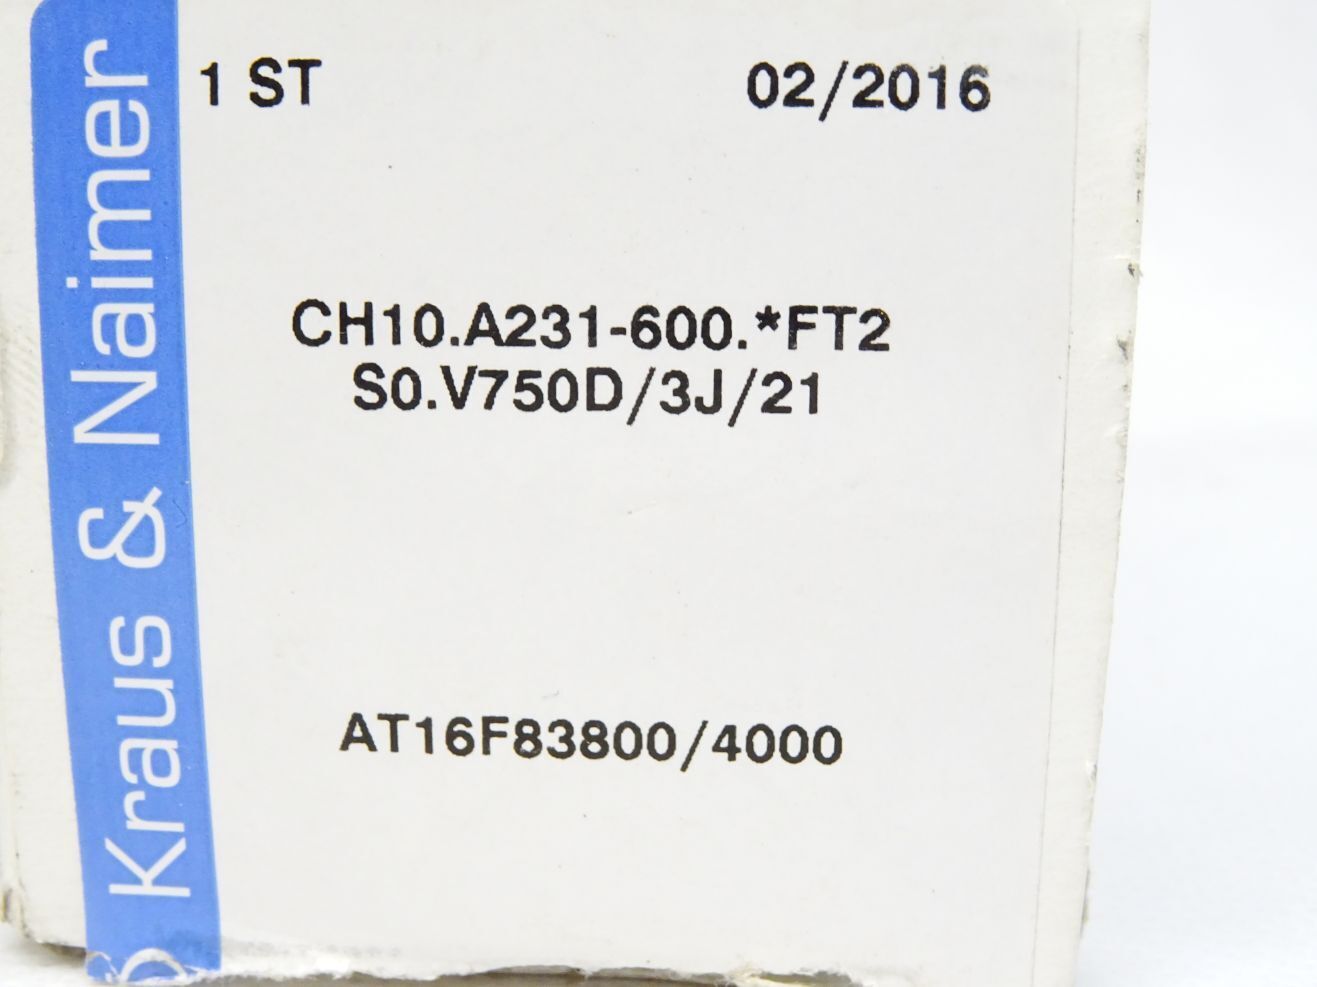 1 ST 02/2016
CH10.A231-600.*FT2
S0.V750D/3J/21
AT16F83800/4000
Kraus & Naimer